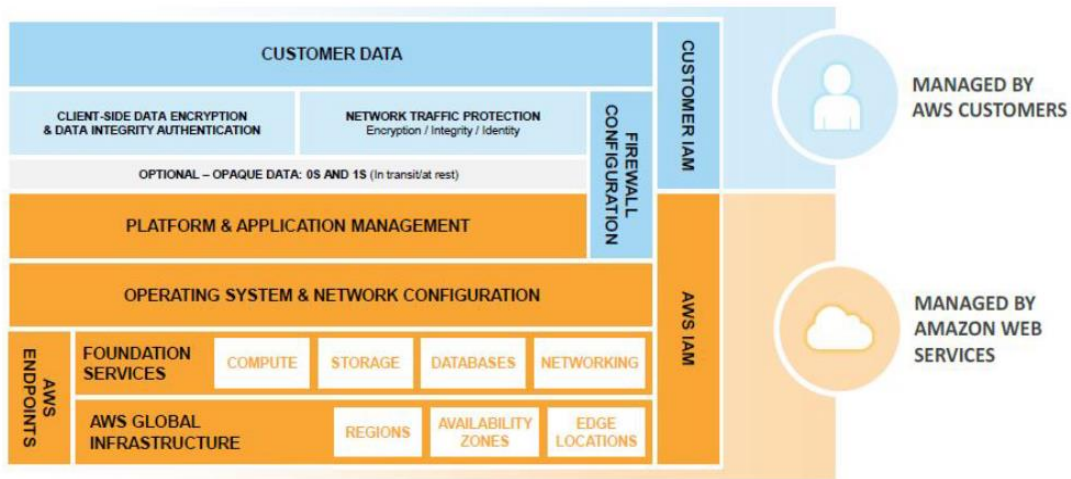 CUSTOMER DATA
CUSTOMER IAM
MANAGED BY
AWS CUSTOMERS
CLIENT-SIDE DATA ENCRYPTION
& DATA INTEGRITY AUTHENTICATION
NETWORK TRAFFIC PROTECTION
Encryption / Integrity / Identity
FIREWALL
CONFIGURATION
OPTIONAL – OPAQUE DATA: 0S AND 1S (In transit/at rest)
PLATFORM & APPLICATION MANAGEMENT
OPERATING SYSTEM & NETWORK CONFIGURATION
AWS IAM
MANAGED BY
AMAZON WEB
SERVICES
AWS
ENDPOINTS
FOUNDATION
SERVICES
COMPUTE
STORAGE
DATABASES
NETWORKING
AWS GLOBAL
INFRASTRUCTURE
REGIONS
AVAILABILITY
ZONES
EDGE
LOCATIONS